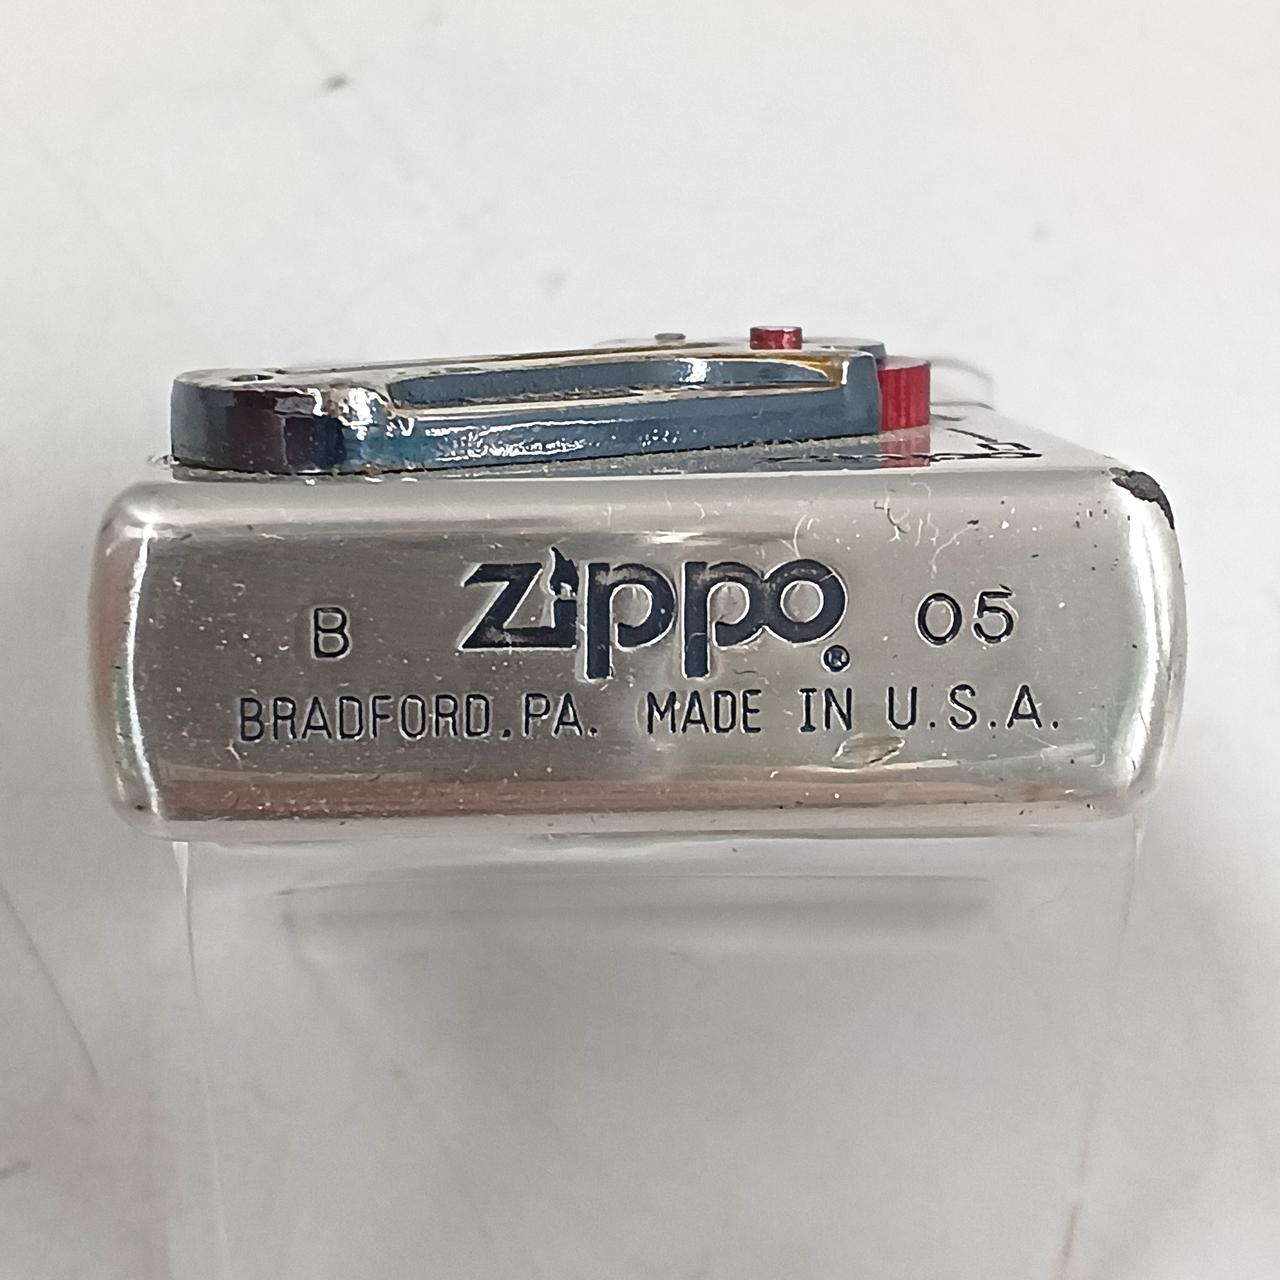 B zippo ® 05
BRADFORD.PA. MADE IN U.S.A.